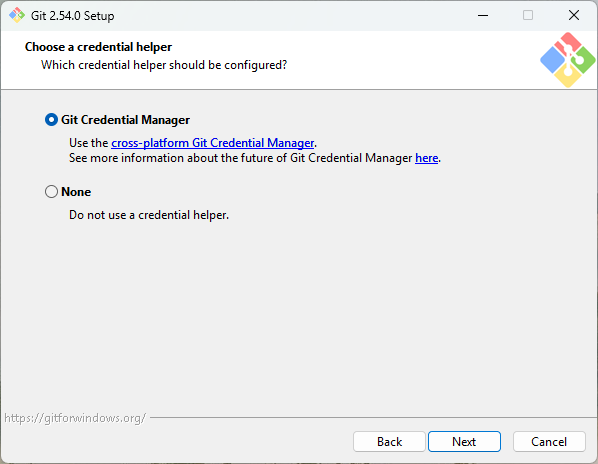 Git 2.54.0 Setup
Choose a credential helper
Which credential helper should be configured?
Git Credential Manager
Use the cross-platform Git Credential Manager.
See more information about the future of Git Credential Manager here.
None
Do not use a credential helper.
https://gitforwindows.org/
Back Next Cancel